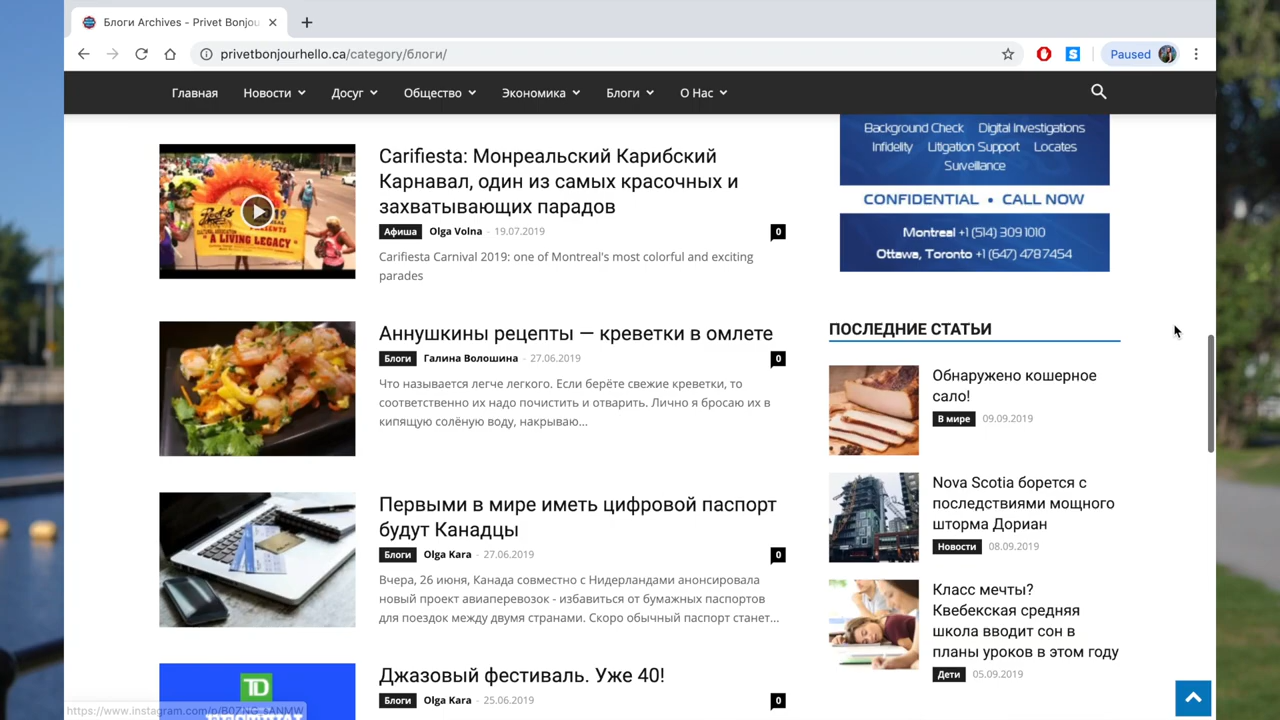 Блоги Archives - Privet Bonjou
privetbonjourhello.ca/category/блоги/
Paused
Главная Новости Досуг Общество Экономика Блоги О Нас
Carifiesta: Монреальский Карибский
Карнавал, один из самых красочных и
захватывающих парадов
Афиша Olga Volna - 19.07.2019 0
Carifiesta Carnival 2019: one of Montreal's most colorful and exciting
parades
2019
"A LIVING LEGACY"
Аннушкины рецепты — креветки в омлете
Блоги Галина Волошина - 27.06.2019 0
Что называется легче легкого. Если берёте свежие креветки, то
соответственно их надо почистить и отварить. Лично я бросаю их в
кипящую солёную воду, накрываю...
Первыми в мире иметь цифровой паспорт
будут Канадцы
Блоги Olga Kara - 27.06.2019 0
Вчера, 26 июня, Канада совместно с Нидерландами анонсировала
новый проект авиаперевозок - избавиться от бумажных паспортов
для поездок между двумя странами. Скоро обычный паспорт станет...
TD
Джазовый фестиваль. Уже 40!
Блоги Olga Kara - 25.06.2019 0
Background Check Digital Investigations
Infidelity Litigation Support Locates
Surveillance
CONFIDENTIAL • CALL NOW
Montreal +1 (514) 309 1010
Ottawa, Toronto +1 (647) 478 7454
ПОСЛЕДНИЕ СТАТЬИ
Обнаружено кошерное
сало!
В мире 09.09.2019
Nova Scotia борется с
последствиями мощного
шторма Дориан
Новости 08.09.2019
Класс мечты?
Квебекская средняя
школа вводит сон в
планы уроков в этом году
Дети 05.09.2019